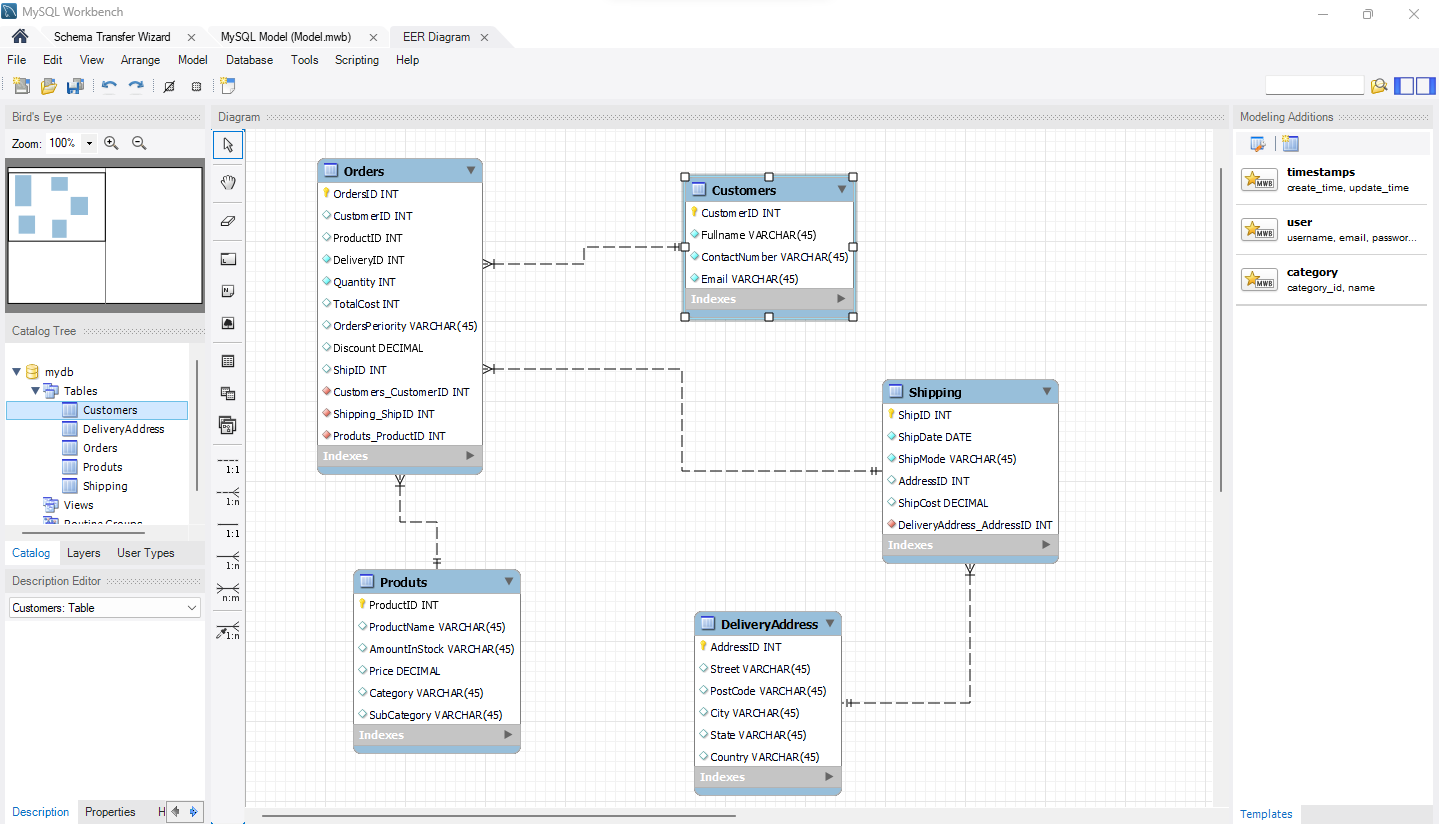 MySQL Workbench
Schema Transfer Wizard
MySQL Model (Model.mwb)
EER Diagram
File Edit View Arrange Model Database Tools Scripting Help
Bird's Eye
Zoom: 100%
Catalog Tree
mydb
Tables
Customers
DeliveryAddress
Orders
Produts
Shipping
Views
Routine Groups
Catalog Layers User Types
Description Editor
Customers: Table
Description Properties H
Diagram
1:1
1:n
1:1
1:n
n:m
1:n
Orders
OrdersID INT
CustomerID INT
ProductID INT
DeliveryID INT
Quantity INT
TotalCost INT
OrdersPeriority VARCHAR(45)
Discount DECIMAL
ShipID INT
Customers_CustomerID INT
Shipping_ShipID INT
Produts_ProductID INT
Indexes
Customers
CustomerID INT
Fullname VARCHAR(45)
ContactNumber VARCHAR(45)
Email VARCHAR(45)
Indexes
Shipping
ShipID INT
ShipDate DATE
ShipMode VARCHAR(45)
AddressID INT
ShipCost DECIMAL
DeliveryAddress_AddressID INT
Indexes
Produts
ProductID INT
ProductName VARCHAR(45)
AmountInStock VARCHAR(45)
Price DECIMAL
Category VARCHAR(45)
SubCategory VARCHAR(45)
Indexes
DeliveryAddress
AddressID INT
Street VARCHAR(45)
PostCode VARCHAR(45)
City VARCHAR(45)
State VARCHAR(45)
Country VARCHAR(45)
Indexes
Modeling Additions
MWB
timestamps
create_time, update_time
MWB
user
username, email, passwor...
MWB
category
category_id, name
Templates